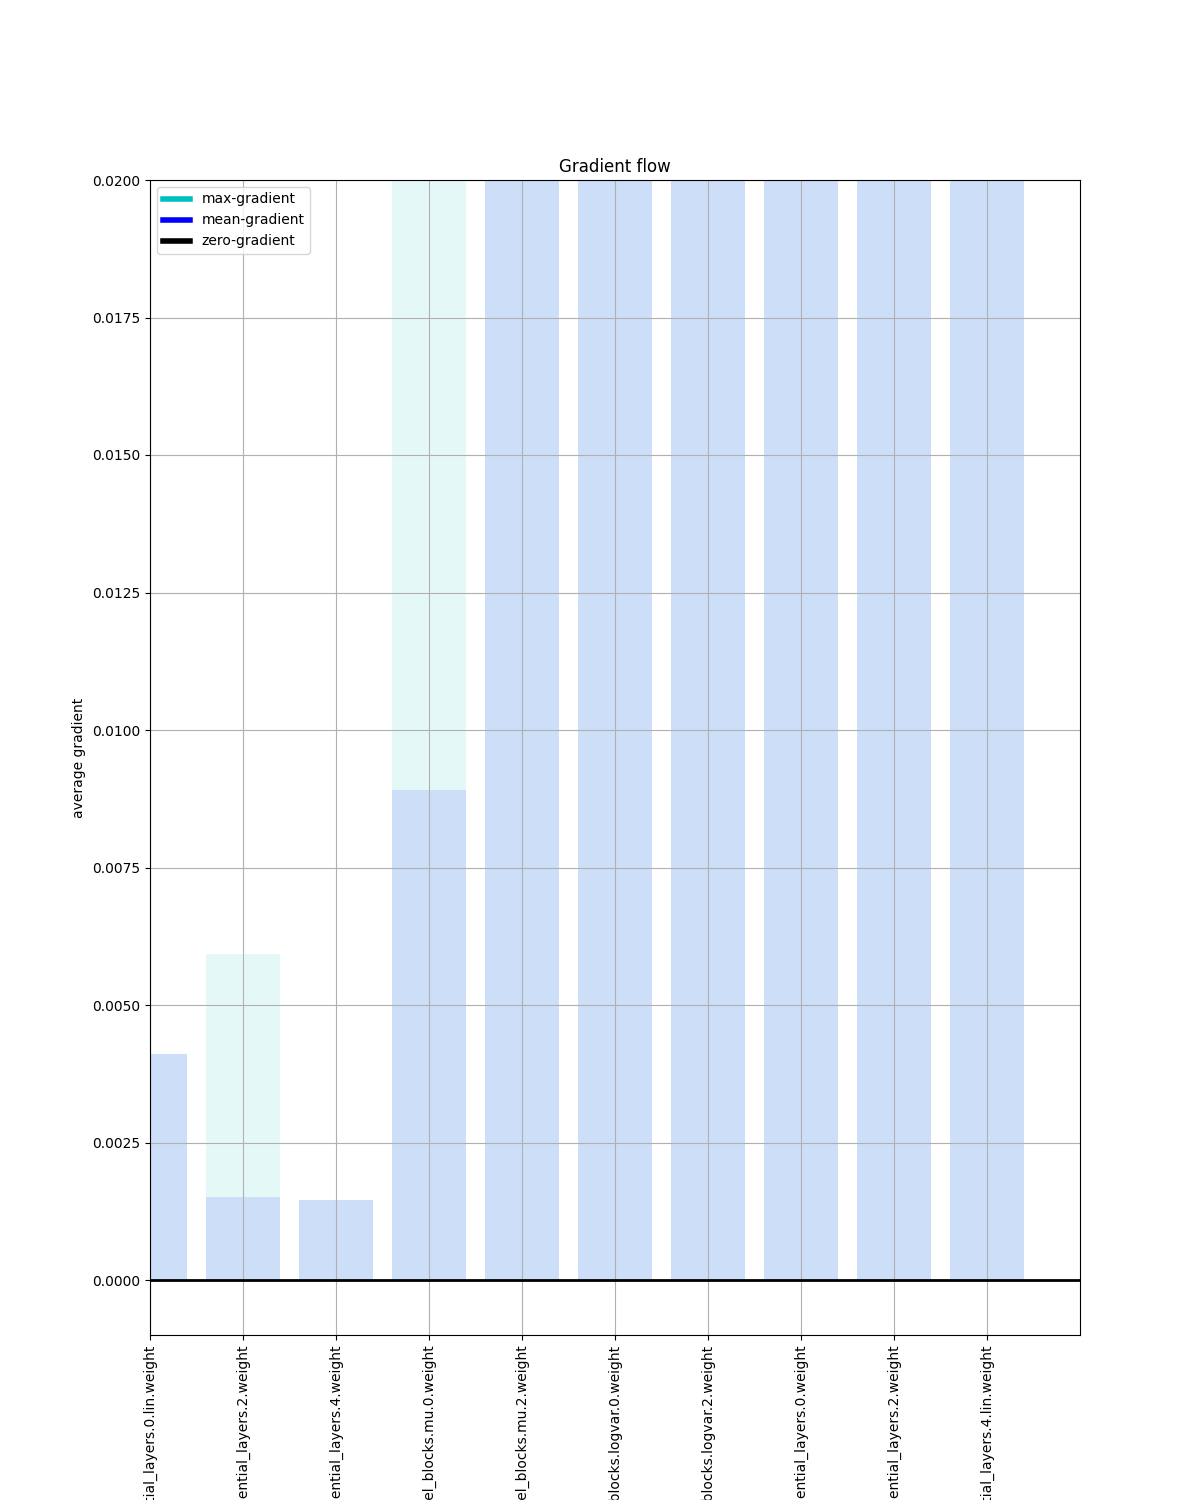 Gradient flow
max-gradient
mean-gradient
zero-gradient
0.0200
0.0175
0.0150
0.0125
0.0100
0.0075
0.0050
0.0025
0.0000
average gradient
tial_layers.0.lin.weight
ential_layers.2.weight
ential_layers.4.weight
el_blocks.mu.0.weight
el_blocks.mu.2.weight
blocks.logvar.0.weight
blocks.logvar.2.weight
ential_layers.0.weight
ential_layers.2.weight
tial_layers.4.lin.weight